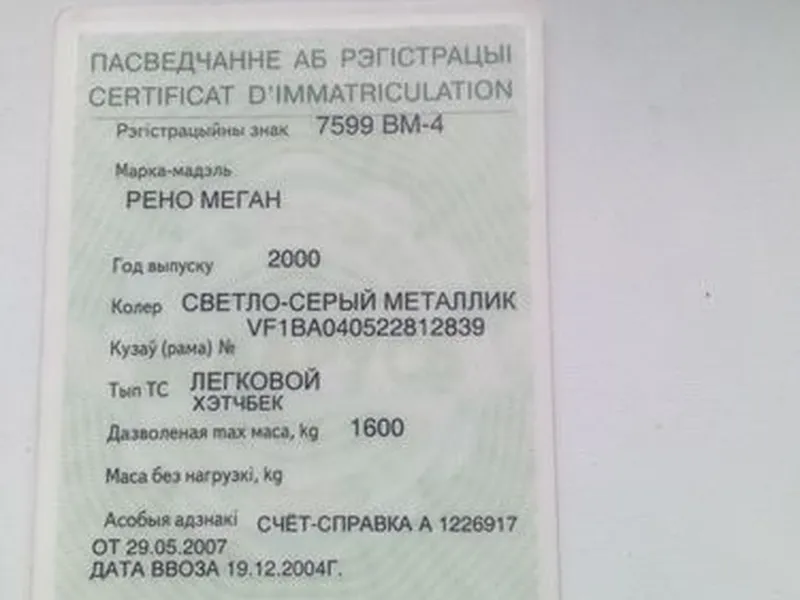 ПАСВЕДЧАННЕ АБ РЭГІСТРАЦЫІ
CERTIFICAT D'IMMATRICULATION
Рэгістрацыйны знак 7599 ВМ-4
Марка-мадэль
РЕНО МЕГАН
Год выпуску 2000
Колер СВЕТЛО-СЕРЫЙ МЕТАЛЛИК
VF1BA040522812839
Кузаў (рама) №
Тып ТС ЛЕГКОВОЙ
ХЭТЧБЕК
Дазволеная max маса, kg 1600
Маса без нагрузкі, kg
Асобыя адзнакі СЧЁТ-СПРАВКА А 1226917
ОТ 29.05.2007
ДАТА ВВОЗА 19.12.2004Г.